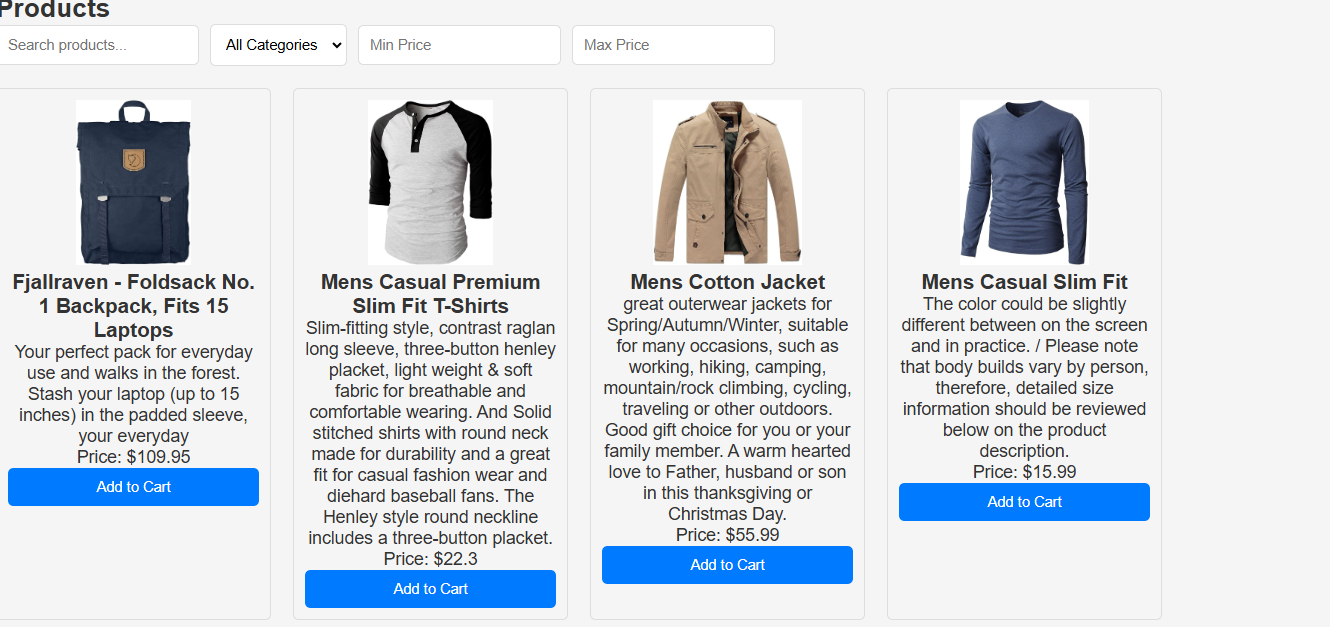 Products
Search products...
All Categories
Min Price
Max Price
Fjallraven - Foldsack No.
1 Backpack, Fits 15
Laptops
Your perfect pack for everyday
use and walks in the forest.
Stash your laptop (up to 15
inches) in the padded sleeve,
your everyday
Price: $109.95
Add to Cart
Mens Casual Premium
Slim Fit T-Shirts
Slim-fitting style, contrast raglan
long sleeve, three-button henley
placket, light weight & soft
fabric for breathable and
comfortable wearing. And Solid
stitched shirts with round neck
made for durability and a great
fit for casual fashion wear and
diehard baseball fans. The
Henley style round neckline
includes a three-button placket.
Price: $22.3
Add to Cart
Mens Cotton Jacket
great outerwear jackets for
Spring/Autumn/Winter, suitable
for many occasions, such as
working, hiking, camping,
mountain/rock climbing, cycling,
traveling or other outdoors.
Good gift choice for you or your
family member. A warm hearted
love to Father, husband or son
in this thanksgiving or
Christmas Day.
Price: $55.99
Add to Cart
Mens Casual Slim Fit
The color could be slightly
different between on the screen
and in practice. / Please note
that body builds vary by person,
therefore, detailed size
information should be reviewed
below on the product
description.
Price: $15.99
Add to Cart